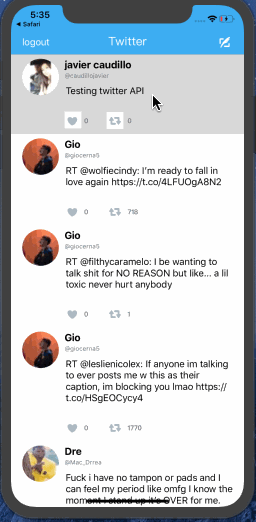 5:35
Safari
logout Twitter
javier caudillo
@caudillojavier
Testing twitter API
0 0
Gio
@giocerna5
RT @wolfiecindy: I'm ready to fall in
love again https://t.co/4LFUOgA8N2
0 718
Gio
@giocerna5
RT @filthycaramelo: I be wanting to
talk shit for NO REASON but like... a lil
toxic never hurt anybody
0 1
Gio
@giocerna5
RT @leslienicolex: If anyone im talking
to ever posts me w this as their
caption, im blocking you lmao https://
t.co/HSgEOCycy4
0 1770
Dre
@Mac_Drrea
Fuck i have no tampon or pads and I
can feel my period like omfg I know the
moment I stand up it's OVER for me.